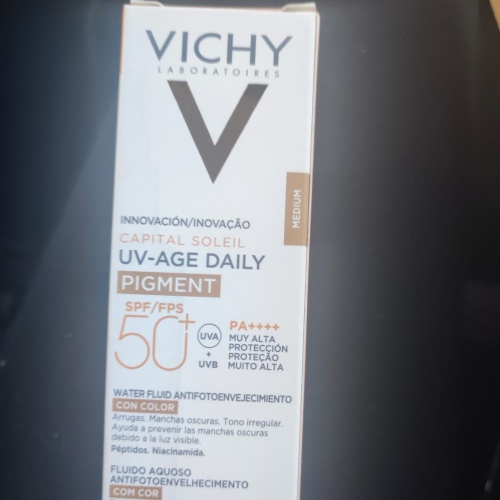 VICHY
LABORATOIRES
V
MEDIUM
INNOVACIÓN/INOVAÇÃO
CAPITAL SOLEIL
UV-AGE DAILY
PIGMENT
SPF/FPS
50+
UVA
+
UVB
PA++++
MUY ALTA
PROTECCIÓN
PROTEÇÃO
MUITO ALTA
WATER FLUID ANTIFOTOENVEJECIMIENTO
CON COLOR
Arrugas. Manchas oscuras. Tono irregular.
Ayuda a prevenir las manchas oscuras
debido a la luz visible.
Péptidos. Niacinamida.
FLUIDO AQUOSO
ANTIFOTOENVELHECIMENTO
COM COR